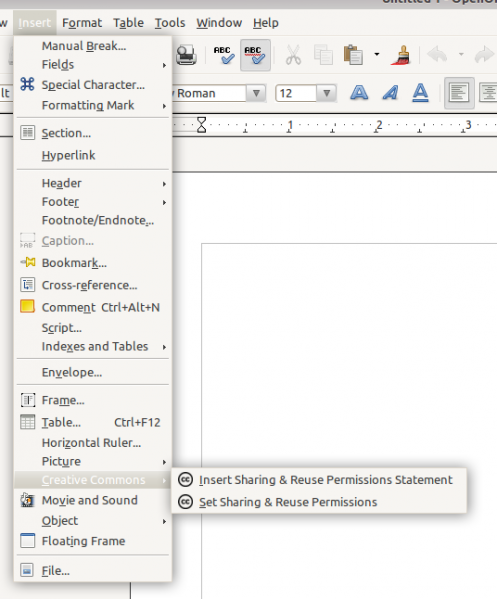 Untitled 1 - OpenO
w Insert Format Table Tools Window Help
ABC ABC
lt
Roman
12
A A A
1 2 3
Manual Break...
Fields
Special Character...
Formatting Mark
Section...
Hyperlink
Header
Footer
Footnote/Endnote...
Caption...
Bookmark...
Cross-reference...
Comment Ctrl+Alt+N
Script...
Indexes and Tables
Envelope...
Frame...
Table... Ctrl+F12
Horizontal Ruler...
Picture
Creative Commons
Insert Sharing & Reuse Permissions Statement
Set Sharing & Reuse Permissions
Movie and Sound
Object
Floating Frame
File...